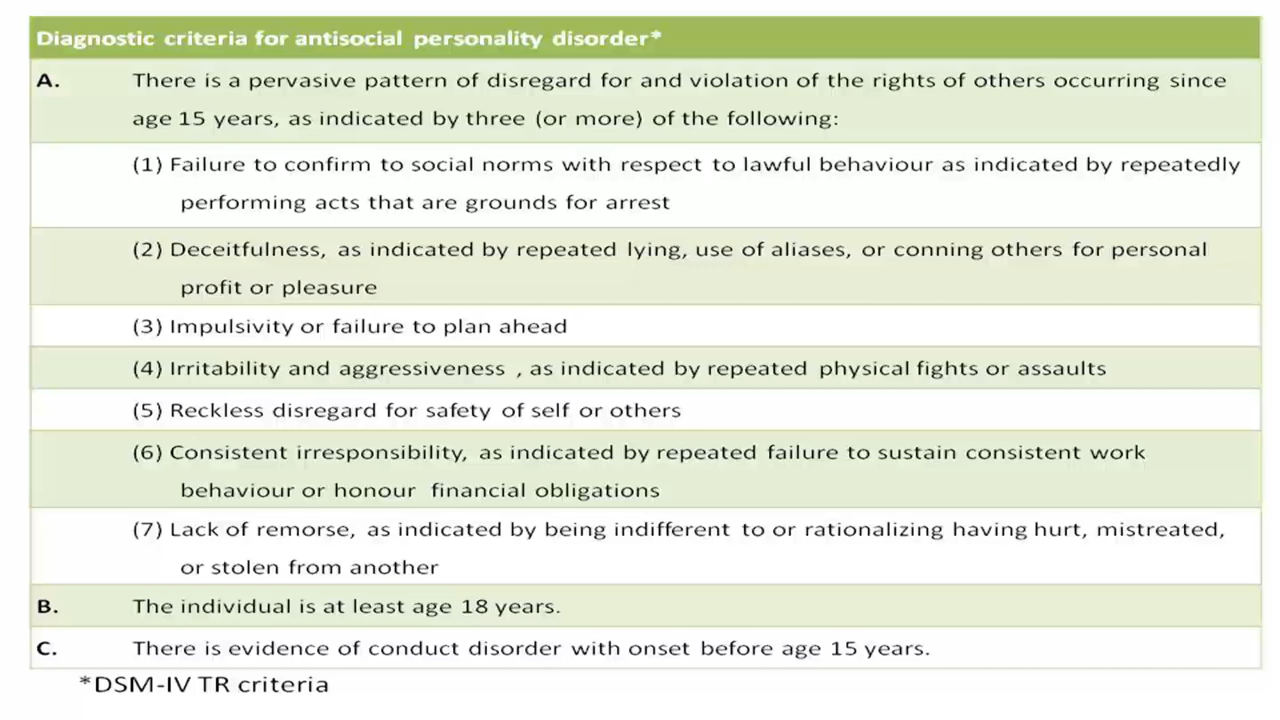 Diagnostic criteria for antisocial personality disorder*
A. There is a pervasive pattern of disregard for and violation of the rights of others occurring since
age 15 years, as indicated by three (or more) of the following:
(1) Failure to confirm to social norms with respect to lawful behaviour as indicated by repeatedly
performing acts that are grounds for arrest
(2) Deceitfulness, as indicated by repeated lying, use of aliases, or conning others for personal
profit or pleasure
(3) Impulsivity or failure to plan ahead
(4) Irritability and aggressiveness , as indicated by repeated physical fights or assaults
(5) Reckless disregard for safety of self or others
(6) Consistent irresponsibility, as indicated by repeated failure to sustain consistent work
behaviour or honour financial obligations
(7) Lack of remorse, as indicated by being indifferent to or rationalizing having hurt, mistreated,
or stolen from another
B. The individual is at least age 18 years.
C. There is evidence of conduct disorder with onset before age 15 years.
*DSM-IV TR criteria